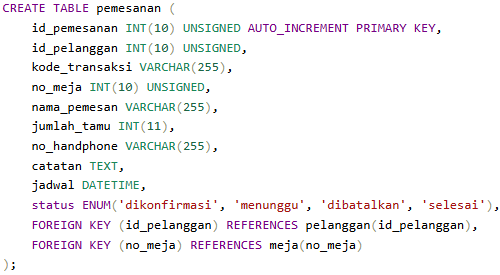 CREATE TABLE pemesanan (
    id_pemesanan INT(10) UNSIGNED AUTO_INCREMENT PRIMARY KEY,
    id_pelanggan INT(10) UNSIGNED,
    kode_transaksi VARCHAR(255),
    no_meja INT(10) UNSIGNED,
    nama_pemesan VARCHAR(255),
    jumlah_tamu INT(11),
    no_handphone VARCHAR(255),
    catatan TEXT,
    jadwal DATETIME,
    status ENUM('dikonfirmasi', 'menunggu', 'dibatalkan', 'selesai'),
    FOREIGN KEY (id_pelanggan) REFERENCES pelanggan(id_pelanggan),
    FOREIGN KEY (no_meja) REFERENCES meja(no_meja)
);